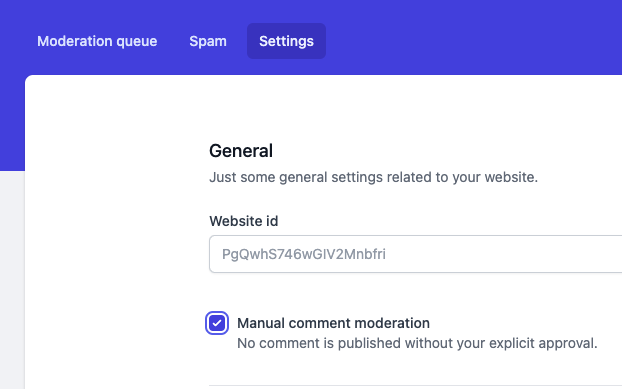 Moderation queue Spam Settings
General
Just some general settings related to your website.
Website id
PgQwhS746wGIV2Mnbfri
Manual comment moderation
No comment is published without your explicit approval.